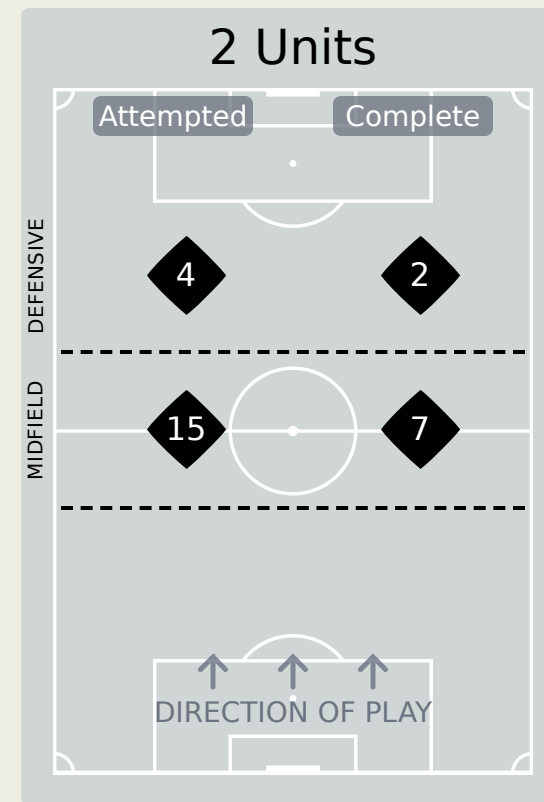 2 Units
Attempted
Complete
DEFENSIVE
4
2
MIDFIELD
15
7
DIRECTION OF PLAY